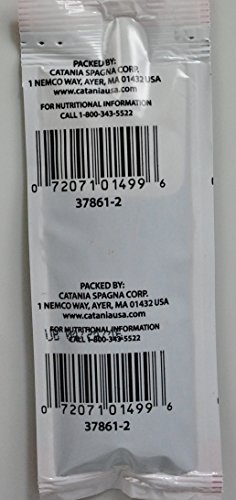 PACKED BY:
CATANIA SPAGNA CORP.
1 NEMCO WAY, AYER, MA 01432 USA
www.cataniausa.com
FOR NUTRITIONAL INFORMATION
CALL 1-800-343-5522
0 72071 01499 6
37861-2
PACKED BY:
CATANIA SPAGNA CORP.
1 NEMCO WAY, AYER, MA 01432 USA
www.cataniausa.com
FOR NUTRITIONAL INFORMATION
CALL 1-800-343-5522
0 72071 01499 6
37861-2